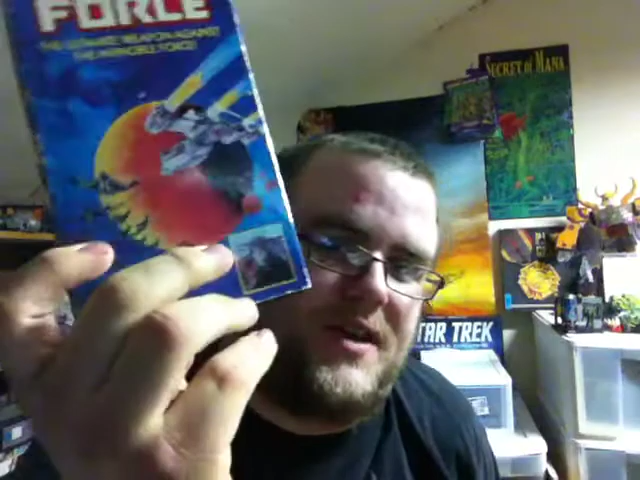 FORCE
THE ULTIMATE WEAPON AGAINST
THE INVINCIBLE FORCE!
SECRET OF MANA
STAR TREK